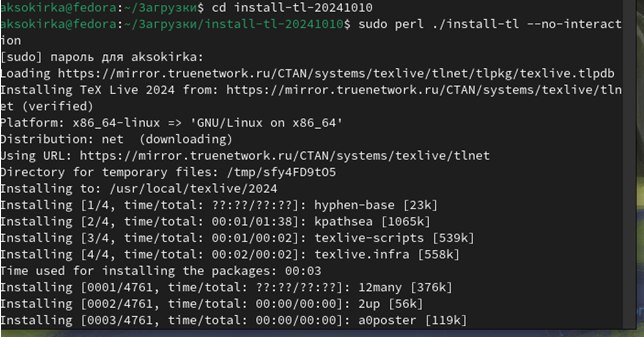 aksokirka@fedora:~/Загрузки$ cd install-tl-20241010
aksokirka@fedora:~/Загрузки/install-tl-20241010$ sudo perl ./install-tl --no-interact
ion
[sudo] пароль для aksokirka:
Loading https://mirror.truenetwork.ru/CTAN/systems/texlive/tlnet/tlpkg/texlive.tlpdb
Installing TeX Live 2024 from: https://mirror.truenetwork.ru/CTAN/systems/texlive/tln
et (verified)
Platform: x86_64-linux => 'GNU/Linux on x86_64'
Distribution: net  (downloading)
Using URL: https://mirror.truenetwork.ru/CTAN/systems/texlive/tlnet
Directory for temporary files: /tmp/sfy4FD9tO5
Installing to: /usr/local/texlive/2024
Installing [1/4, time/total: ??:??/??:??]: hyphen-base [23k]
Installing [2/4, time/total: 00:01/01:38]: kpathsea [1065k]
Installing [3/4, time/total: 00:01/00:02]: texlive-scripts [539k]
Installing [4/4, time/total: 00:02/00:02]: texlive.infra [558k]
Time used for installing the packages: 00:03
Installing [0001/4761, time/total: ??:??/??:??]: 12many [376k]
Installing [0002/4761, time/total: 00:00/00:00]: 2up [56k]
Installing [0003/4761, time/total: 00:00/00:00]: a0poster [119k]